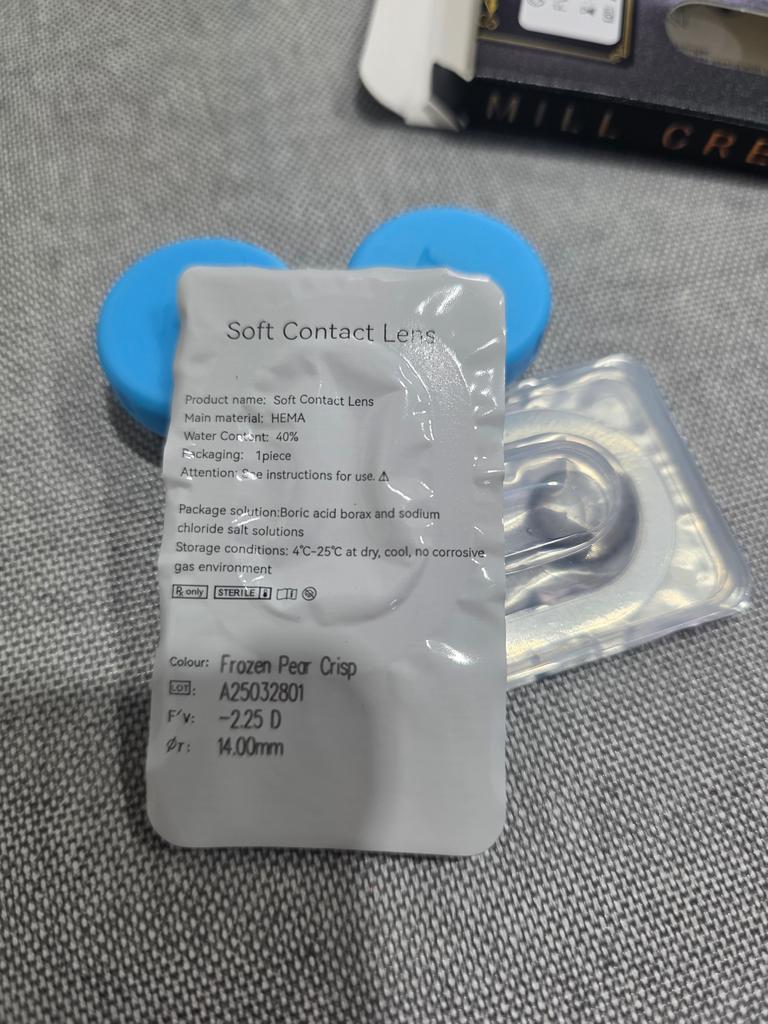 MILL CRE
Soft Contact Lens
Product name: Soft Contact Lens
Main material: HEMA
Water Content: 40%
Packaging: 1piece
Attention: See instructions for use. ⚠
Package solution:Boric acid borax and sodium
chloride salt solutions
Storage conditions: 4℃-25℃ at dry, cool, no corrosive
gas environment
℞ only STERILE
Colour: Frozen Pear Crisp
LOT: A25032801
F'v: -2.25 D
ØT: 14.00mm